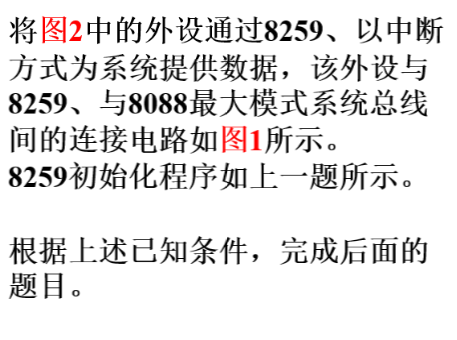 将图2中的外设通过8259、以中断
方式为系统提供数据，该外设与
8259、与8088最大模式系统总线
间的连接电路如图1所示。
8259初始化程序如上一题所示。
根据上述已知条件，完成后面的
题目。